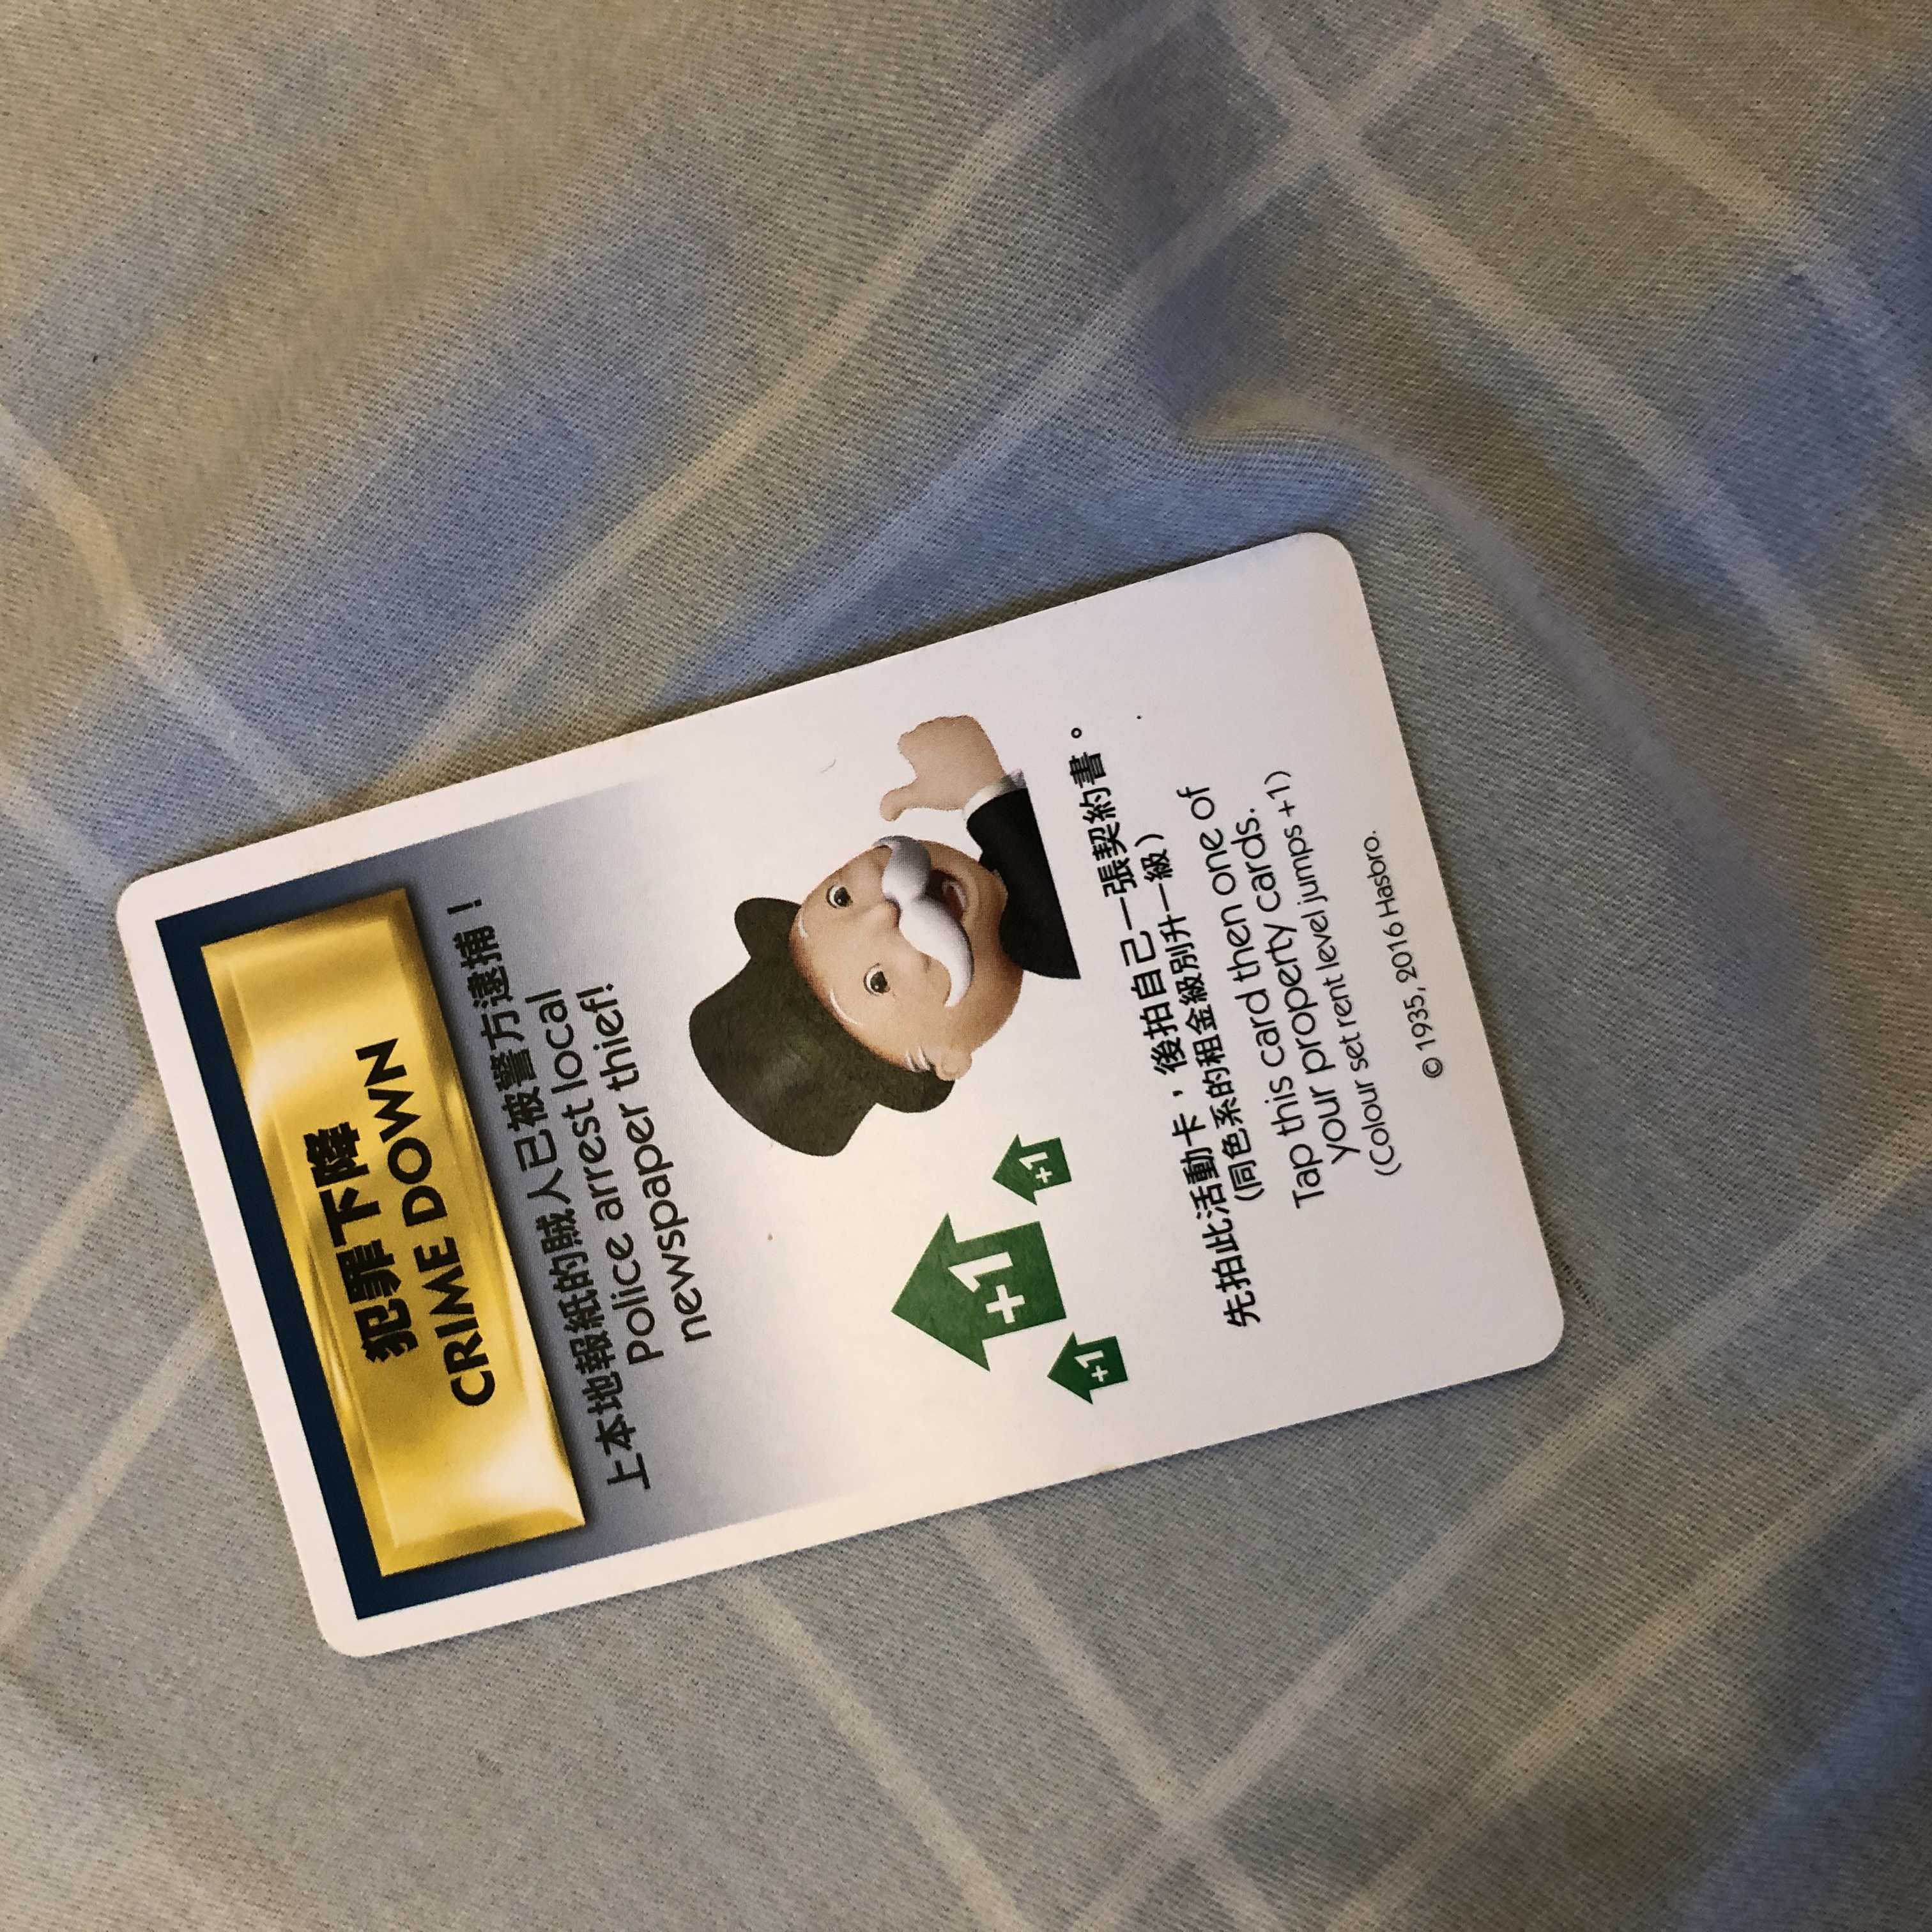 犯罪下降
CRIME DOWN
上本地報紙的賊人已被警方逮捕！
Police arrest local
newspaper thief!
+1
+1
+1
先拍此活動卡，後拍自己一張契約書。
(同色系的租金級別升一級)
Tap this card then one of
your property cards.
(Colour set rent level jumps +1)
© 1935, 2016 Hasbro.